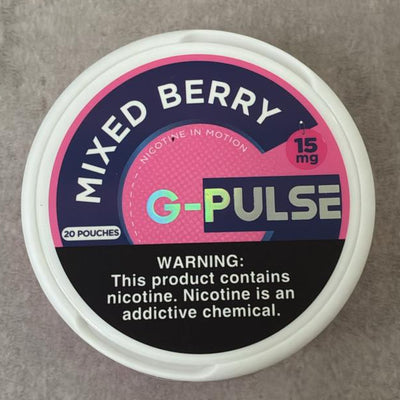 MIXED BERRY
NICOTINE IN MOTION
15
mg
G-PULSE
20 POUCHES
WARNING:
This product contains
nicotine. Nicotine is an
addictive chemical.